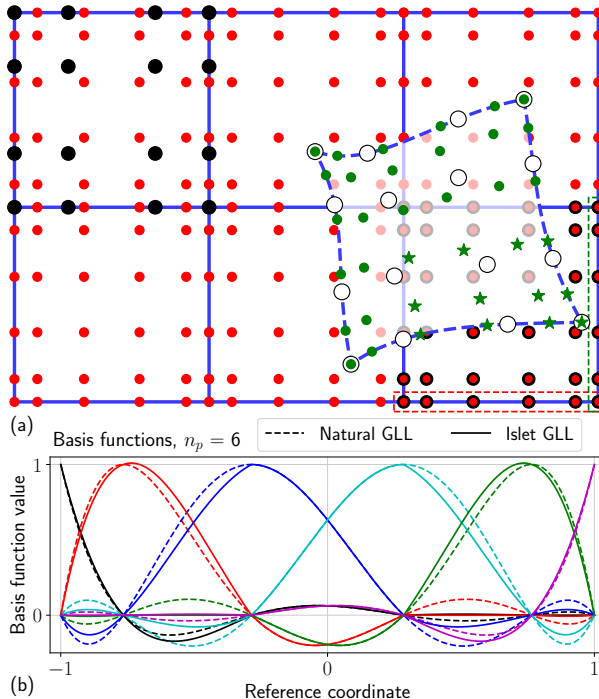 (a)
Basis functions, $n_p = 6$
Natural GLL
Islet GLL
Basis function value
1
0
−1
0
1
(b)
Reference coordinate